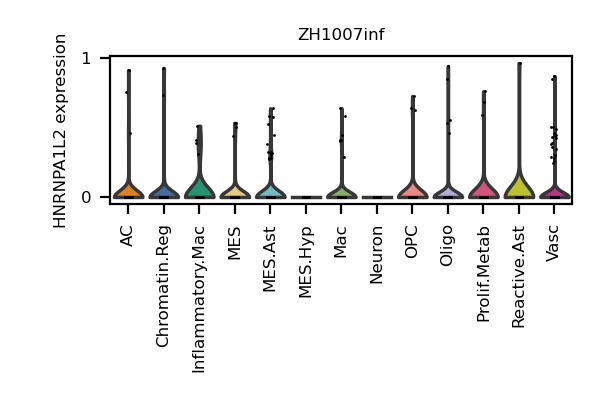 ZH1007inf
HNRNPA1L2 expression
1
0
AC
Chromatin.Reg
Inflammatory.Mac
MES
MES.Ast
MES.Hyp
Mac
Neuron
OPC
Oligo
Prolif.Metab
Reactive.Ast
Vasc